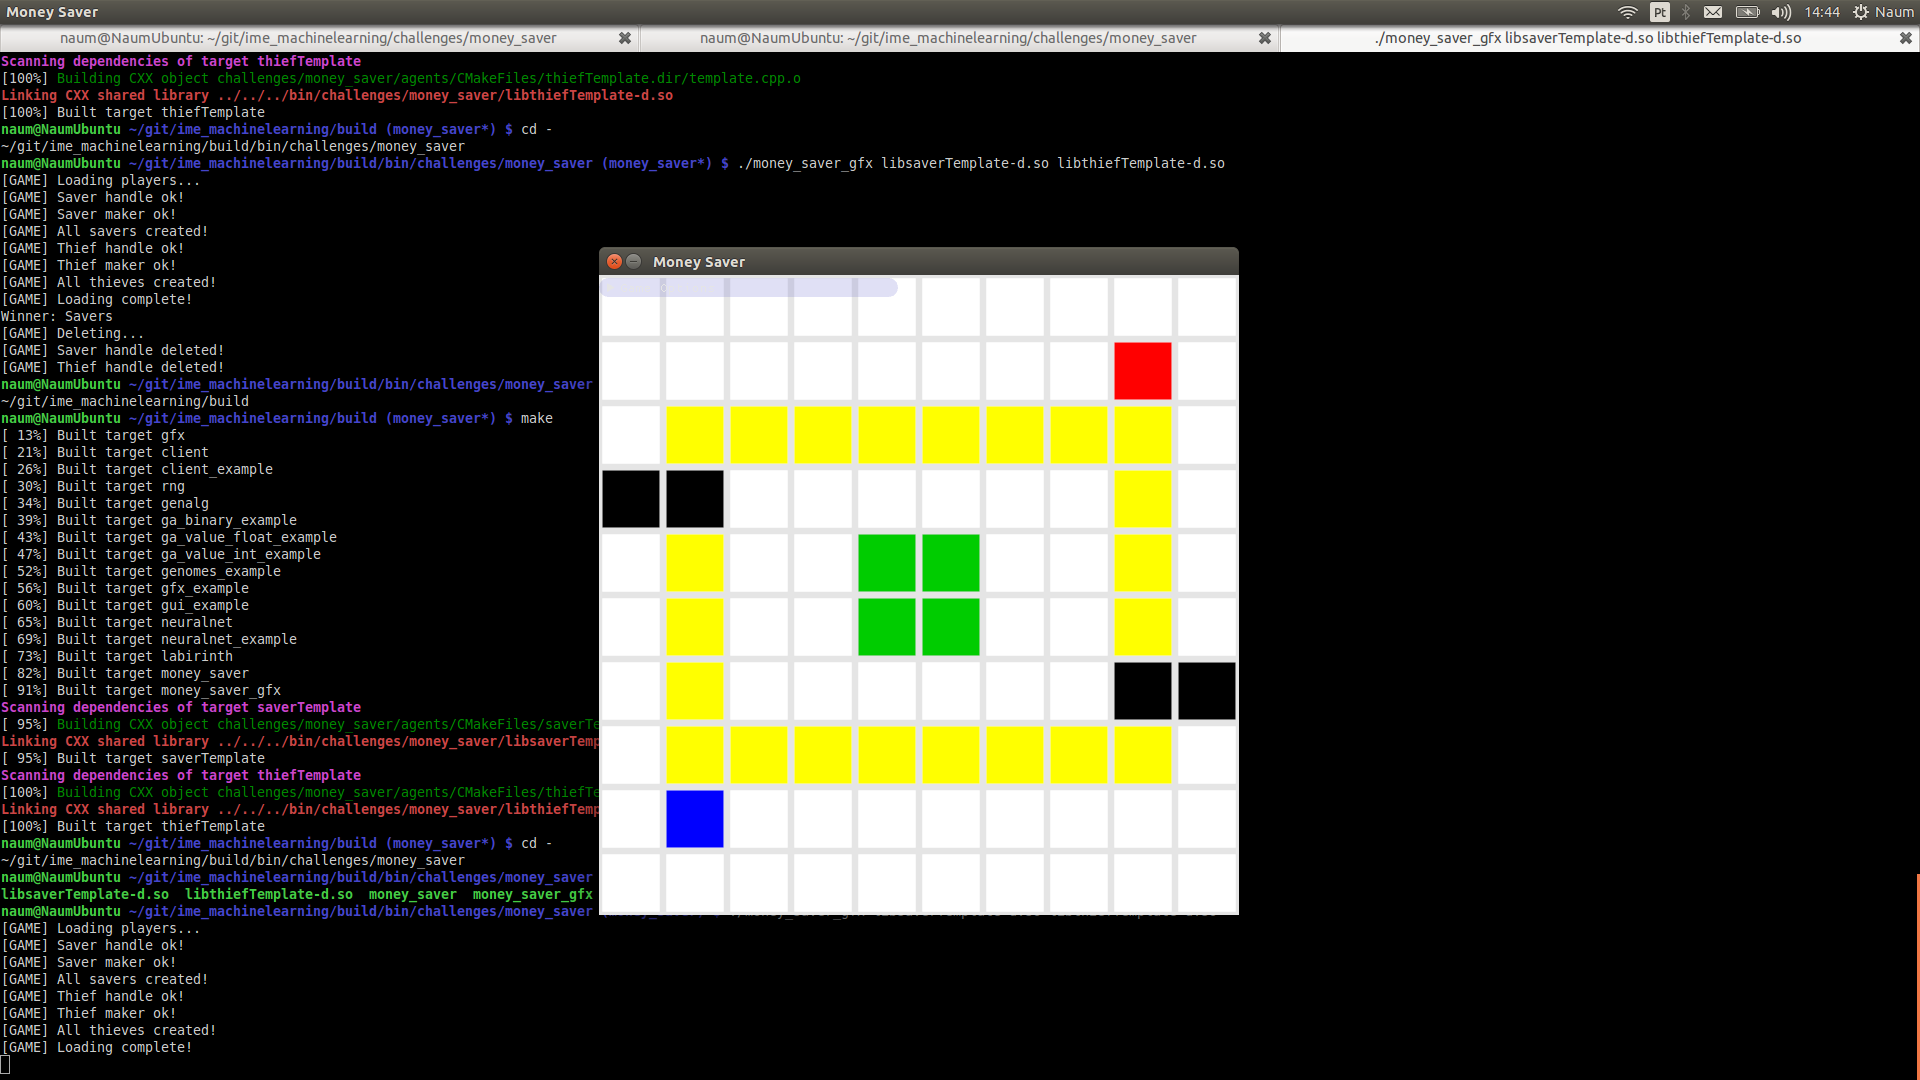 Money Saver
Pt
14:44
Naum
naum@NaumUbuntu: ~/git/ime_machinelearning/challenges/money_saver
naum@NaumUbuntu: ~/git/ime_machinelearning/challenges/money_saver
./money_saver_gfx libsaverTemplate-d.so libthiefTemplate-d.so
Scanning dependencies of target thiefTemplate
[100%] Building CXX object challenges/money_saver/agents/CMakeFiles/thiefTemplate.dir/template.cpp.o
Linking CXX shared library ../../../bin/challenges/money_saver/libthiefTemplate-d.so
[100%] Built target thiefTemplate
naum@NaumUbuntu ~/git/ime_machinelearning/build (money_saver*) $ cd -
~/git/ime_machinelearning/build/bin/challenges/money_saver
naum@NaumUbuntu ~/git/ime_machinelearning/build/bin/challenges/money_saver (money_saver*) $ ./money_saver_gfx libsaverTemplate-d.so libthiefTemplate-d.so
[GAME] Loading players...
[GAME] Saver handle ok!
[GAME] Saver maker ok!
[GAME] All savers created!
[GAME] Thief handle ok!
[GAME] Thief maker ok!
[GAME] All thieves created!
[GAME] Loading complete!
Winner: Savers
[GAME] Deleting...
[GAME] Saver handle deleted!
[GAME] Thief handle deleted!
naum@NaumUbuntu ~/git/ime_machinelearning/build/bin/challenges/money_saver
~/git/ime_machinelearning/build
naum@NaumUbuntu ~/git/ime_machinelearning/build (money_saver*) $ make
[ 13%] Built target gfx
[ 21%] Built target client
[ 26%] Built target client_example
[ 30%] Built target rng
[ 34%] Built target genalg
[ 39%] Built target ga_binary_example
[ 43%] Built target ga_value_float_example
[ 47%] Built target ga_value_int_example
[ 52%] Built target genomes_example
[ 56%] Built target gfx_example
[ 60%] Built target gui_example
[ 65%] Built target neuralnet
[ 69%] Built target neuralnet_example
[ 73%] Built target labirinth
[ 82%] Built target money_saver
[ 91%] Built target money_saver_gfx
Scanning dependencies of target saverTemplate
[ 95%] Building CXX object challenges/money_saver/agents/CMakeFiles/saverTe
Linking CXX shared library ../../../bin/challenges/money_saver/libsaverTemp
[ 95%] Built target saverTemplate
Scanning dependencies of target thiefTemplate
[100%] Building CXX object challenges/money_saver/agents/CMakeFiles/thiefTe
Linking CXX shared library ../../../bin/challenges/money_saver/libthiefTemp
[100%] Built target thiefTemplate
naum@NaumUbuntu ~/git/ime_machinelearning/build (money_saver*) $ cd -
~/git/ime_machinelearning/build/bin/challenges/money_saver
naum@NaumUbuntu ~/git/ime_machinelearning/build/bin/challenges/money_saver
libsaverTemplate-d.so libthiefTemplate-d.so money_saver money_saver_gfx
naum@NaumUbuntu ~/git/ime_machinelearning/build/bin/challenges/money_saver
[GAME] Loading players...
[GAME] Saver handle ok!
[GAME] Saver maker ok!
[GAME] All savers created!
[GAME] Thief handle ok!
[GAME] Thief maker ok!
[GAME] All thieves created!
[GAME] Loading complete!
Money Saver